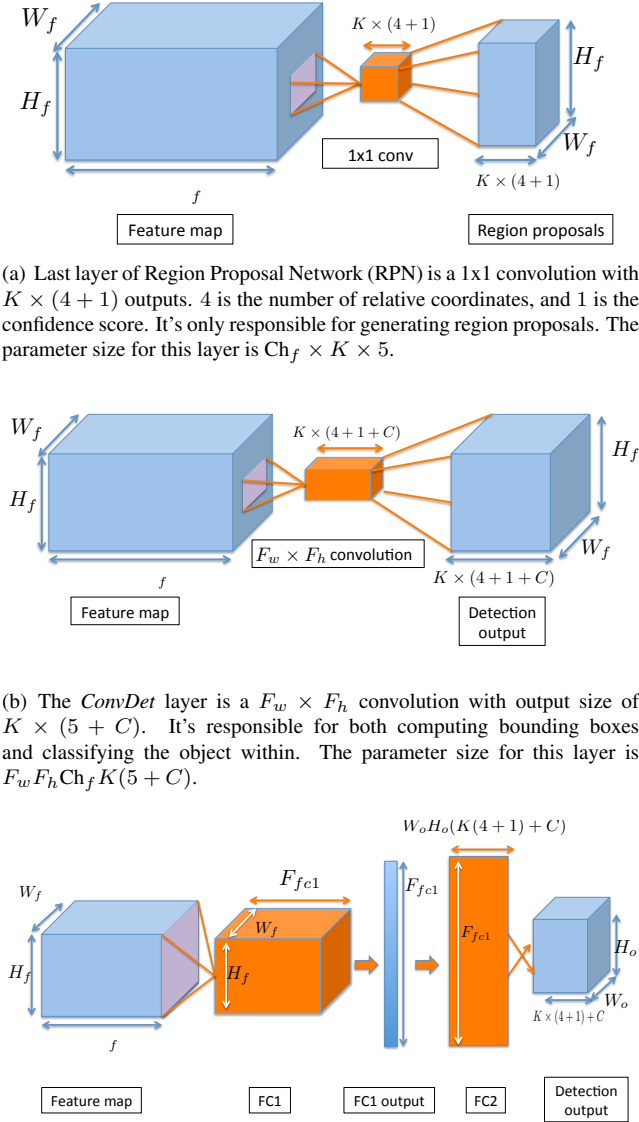 W_f
K × (4 + 1)
H_f
H_f
W_f
1x1 conv
K × (4 + 1)
f
Feature map
Region proposals
(a) Last layer of Region Proposal Network (RPN) is a 1x1 convolution with
K × (4 + 1) outputs. 4 is the number of relative coordinates, and 1 is the
confidence score. It's only responsible for generating region proposals. The
parameter size for this layer is Ch_f × K × 5.
W_f
K × (4 + 1 + C)
H_f
H_f
W_f
F_w × F_h convolution
f
K × (4 + 1 + C)
Feature map
Detection
output
(b) The ConvDet layer is a F_w × F_h convolution with output size of
K × (5 + C). It's responsible for both computing bounding boxes
and classifying the object within. The parameter size for this layer is
F_w F_h Ch_f K(5 + C).
W_o H_o (K(4 + 1) + C)
F_{fc1}
F_{fc1}
W_f
W_f
F_{fc1}
H_f
H_f
H_o
W_o
K × (4 + 1) + C
f
Feature map
FC1
FC1 output
FC2
Detection
output